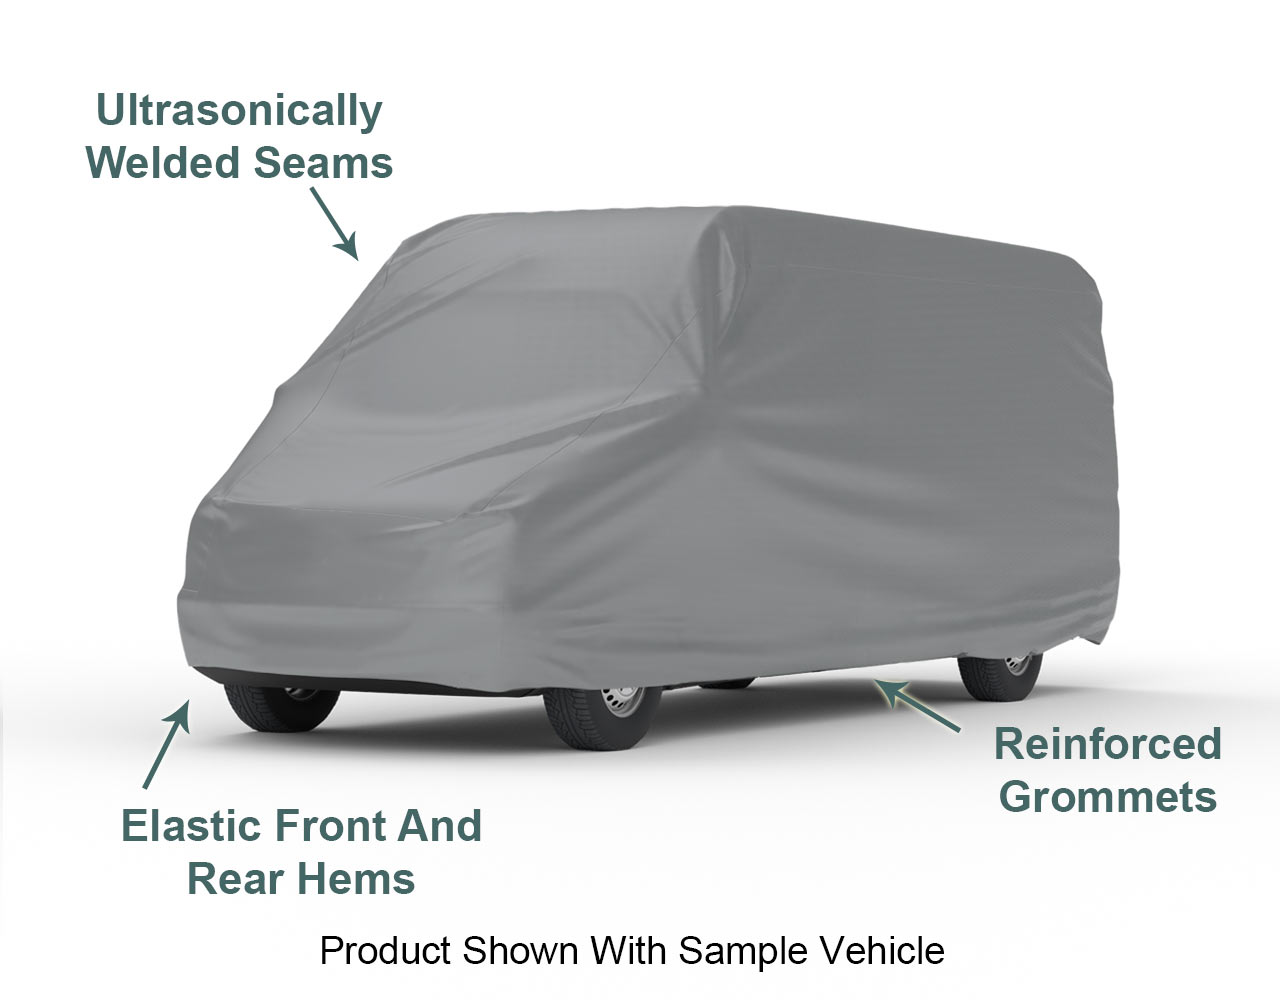 Ultrasonically
Welded Seams
Reinforced
Grommets
Elastic Front And
Rear Hems
Product Shown With Sample Vehicle